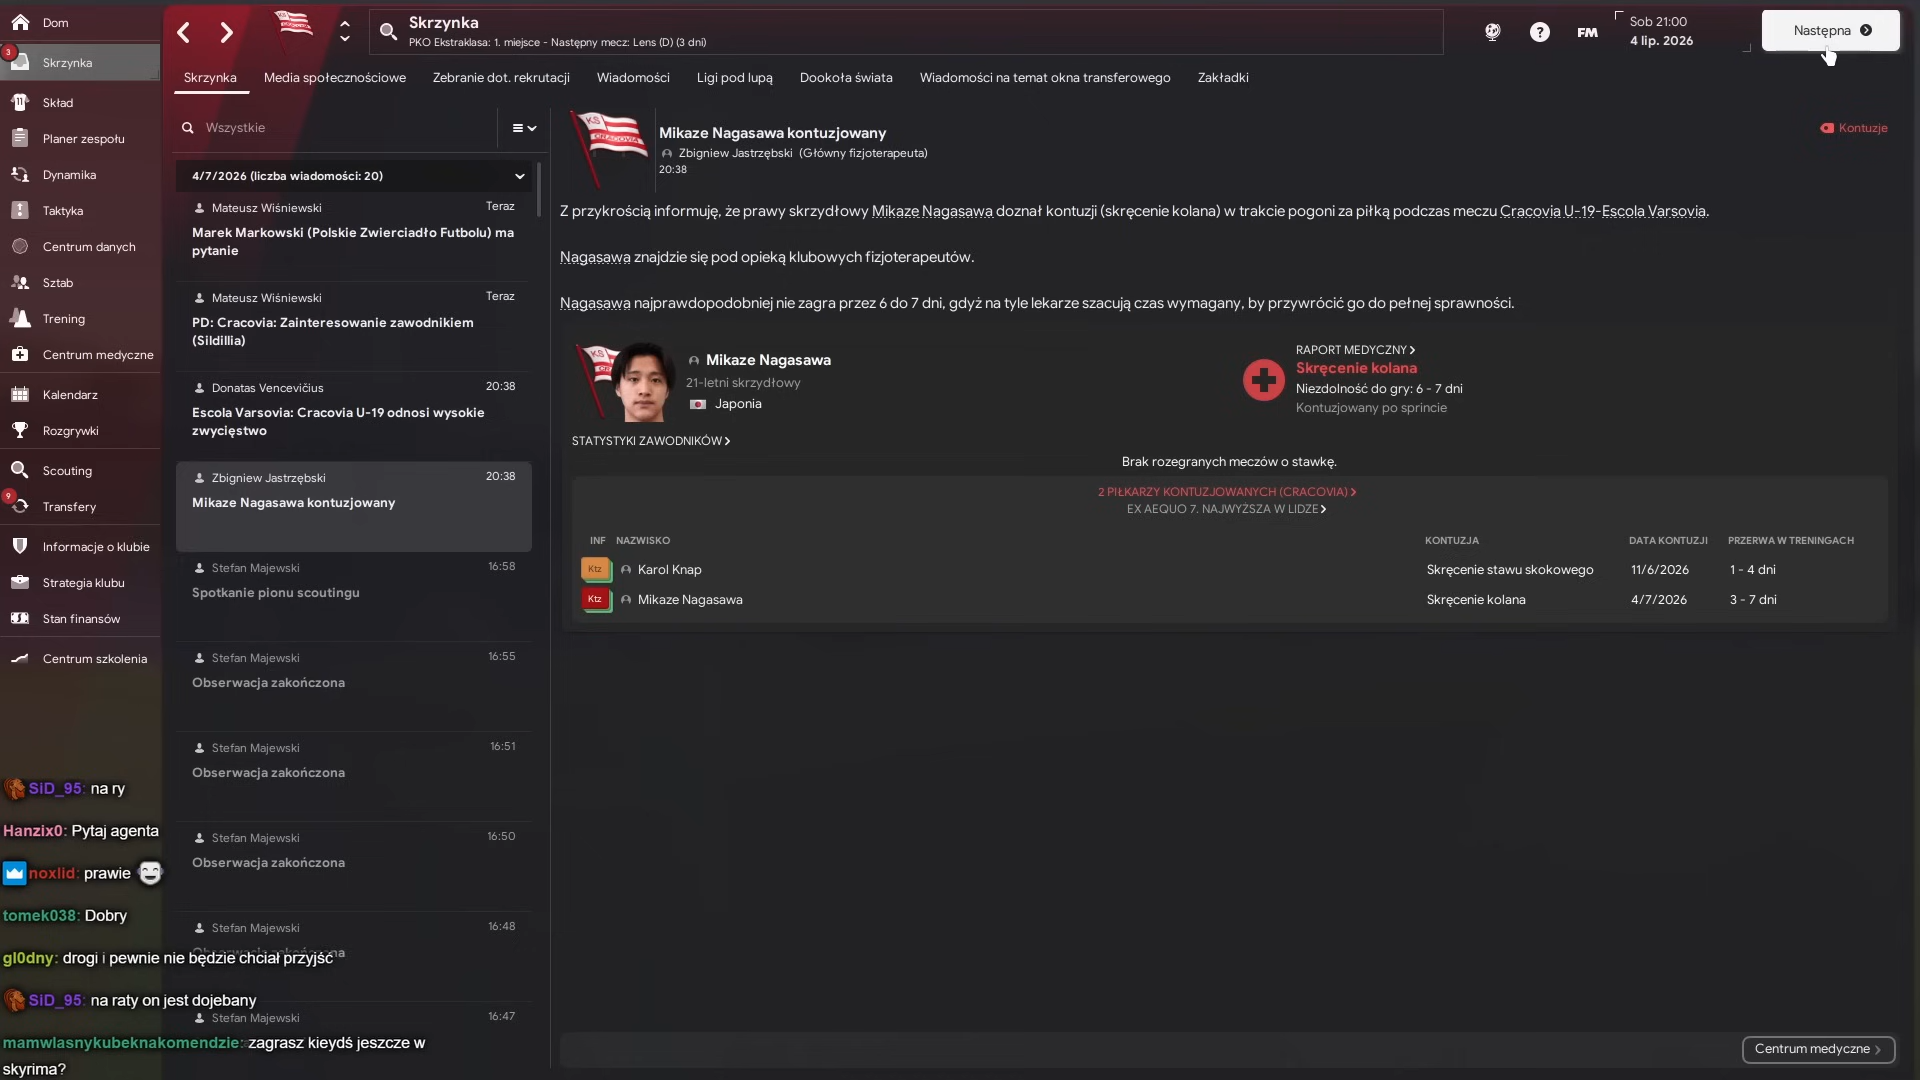 Dom
Skrzynka
PKO Ekstraklasa: 1. miejsce - Następny mecz: Lens (D) (3 dni)
FM
Sob 21:00
4 lip. 2026
Następna
3
Skrzynka
Skład
Planer zespołu
Dynamika
Taktyka
Centrum danych
Sztab
Trening
Centrum medyczne
Kalendarz
Rozgrywki
Scouting
9
Transfery
Informacje o klubie
Strategia klubu
Stan finansów
Centrum szkolenia
Skrzynka
Media społecznościowe
Zebranie dot. rekrutacji
Wiadomości
Ligi pod lupą
Dookoła świata
Wiadomości na temat okna transferowego
Zakładki
Wszystkie
4/7/2026 (liczba wiadomości: 20)
Mateusz Wiśniewski Teraz
Marek Markowski (Polskie Zwierciadło Futbolu) ma
pytanie
Mateusz Wiśniewski Teraz
PD: Cracovia: Zainteresowanie zawodnikiem
(Sildillia)
Donatas Vencevičius 20:38
Escola Varsovia: Cracovia U-19 odnosi wysokie
zwycięstwo
Zbigniew Jastrzębski 20:38
Mikaze Nagasawa kontuzjowany
Stefan Majewski 16:58
Spotkanie pionu scoutingu
Stefan Majewski 16:55
Obserwacja zakończona
Stefan Majewski 16:51
Obserwacja zakończona
Stefan Majewski 16:50
Obserwacja zakończona
Stefan Majewski 16:48
Obserwacja zakończona
Stefan Majewski 16:47
KS
CRACOVIA
Mikaze Nagasawa kontuzjowany
Zbigniew Jastrzębski (Główny fizjoterapeuta)
20:38
Kontuzje
Z przykrością informuję, że prawy skrzydłowy Mikaze Nagasawa doznał kontuzji (skręcenie kolana) w trakcie pogoni za piłką podczas meczu Cracovia U-19-Escola Varsovia.
Nagasawa znajdzie się pod opieką klubowych fizjoterapeutów.
Nagasawa najprawdopodobniej nie zagra przez 6 do 7 dni, gdyż na tyle lekarze szacują czas wymagany, by przywrócić go do pełnej sprawności.
Mikaze Nagasawa
21-letni skrzydłowy
Japonia
RAPORT MEDYCZNY
Skręcenie kolana
Niezdolność do gry: 6 - 7 dni
Kontuzjowany po sprincie
STATYSTYKI ZAWODNIKÓW
Brak rozegranych meczów o stawkę.
2 PIŁKARZY KONTUZJOWANYCH (CRACOVIA)
EX AEQUO 7. NAJWYŻSZA W LIDZE
INF NAZWISKO KONTUZJA DATA KONTUZJI PRZERWA W TRENINGACH
Ktz Karol Knap Skręcenie stawu skokowego 11/6/2026 1 - 4 dni
Ktz Mikaze Nagasawa Skręcenie kolana 4/7/2026 3 - 7 dni
Centrum medyczne
SiD_95: na ry
Hanzix0: Pytaj agenta
noxlid: prawie
tomek038: Dobry
gl0dny: drogi i pewnie nie będzie chciał przyjść
SiD_95: na raty on jest dojebany
mamwlasnykubeknakomendzie: zagrasz kieydś jeszcze w
skyrima?